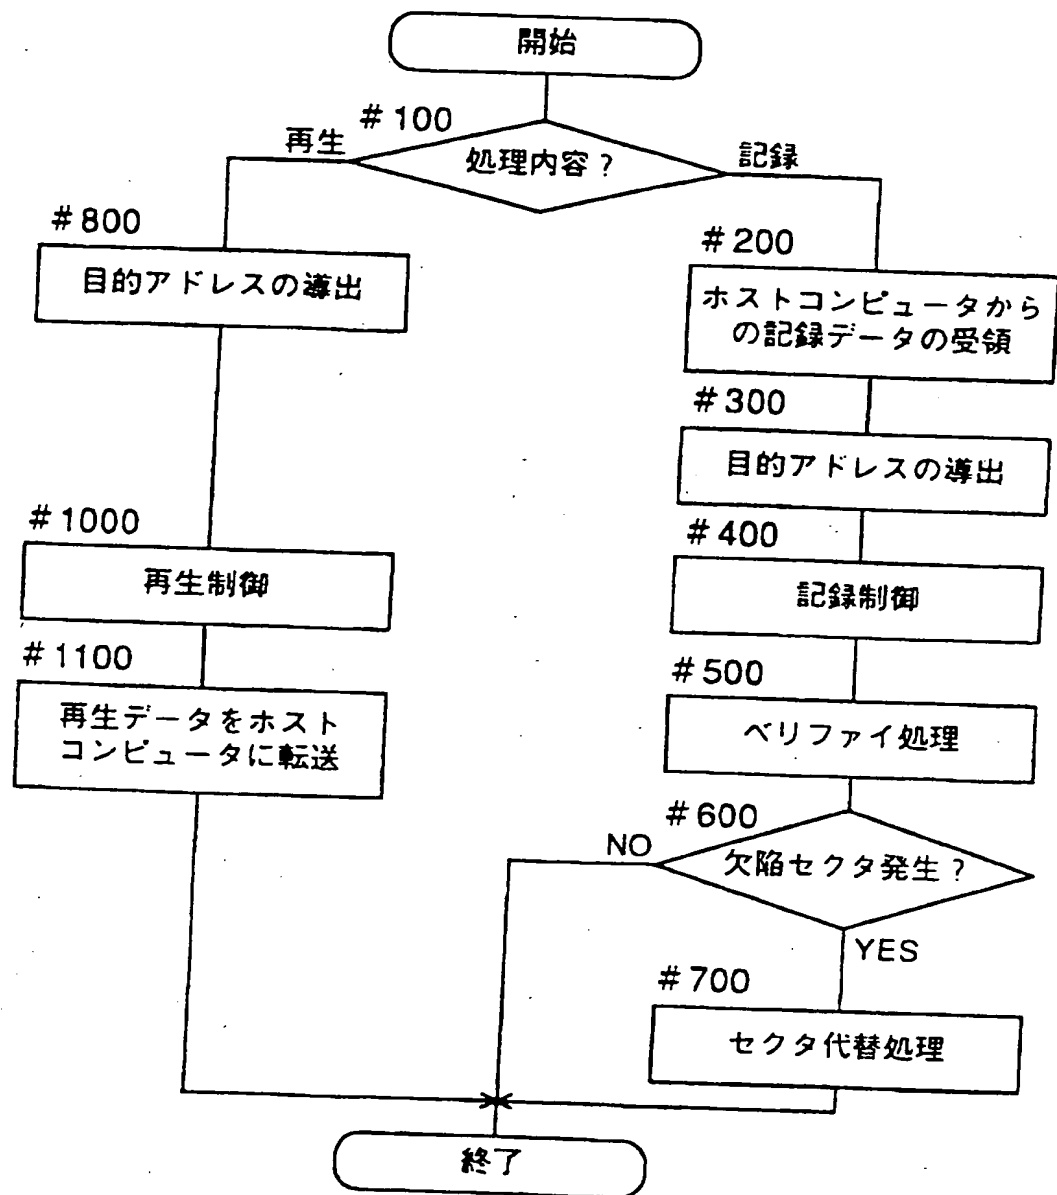 開始
#100
処理内容?
再生
記録
#800
目的アドレスの導出
#1000
再生制御
#1100
再生データをホスト
コンピュータに転送
#200
ホストコンピュータから
の記録データの受領
#300
目的アドレスの導出
#400
記録制御
#500
ベリファイ処理
#600
欠陥セクタ発生?
NO
YES
#700
セクタ代替処理
終了